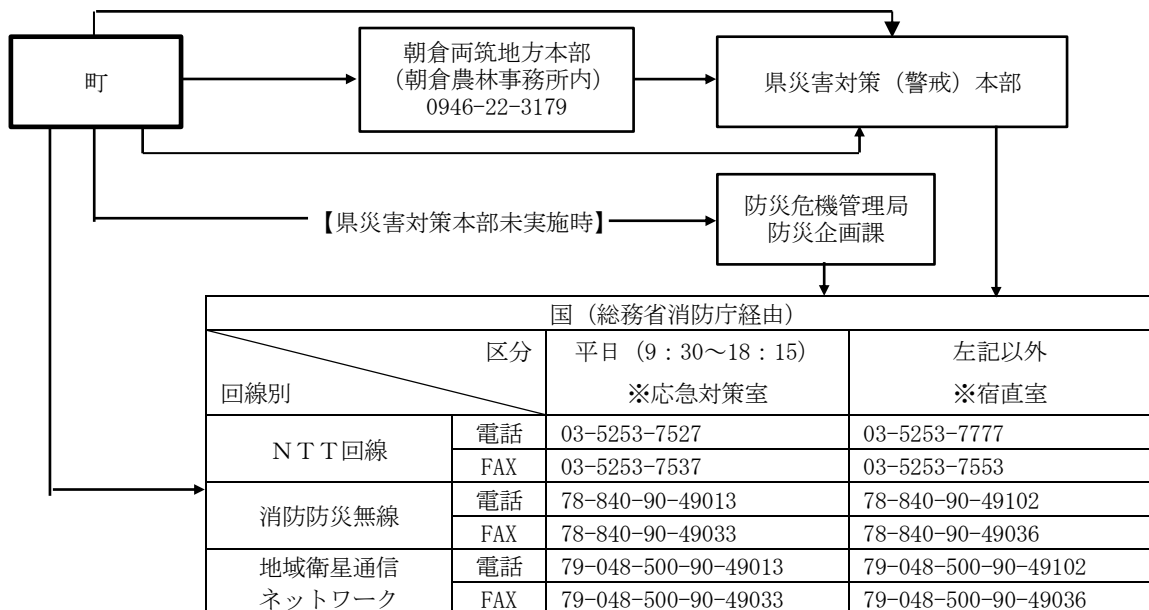 町
朝倉両筑地方本部
(朝倉農林事務所内)
0946-22-3179
県災害対策（警戒）本部
【県災害対策本部未実施時】
防災危機管理局
防災企画課
国（総務省消防庁経由）
区分
回線別
平日（9：30～18：15）
※応急対策室
左記以外
※宿直室
ＮＴＴ回線
電話 03-5253-7527 03-5253-7777
FAX 03-5253-7537 03-5253-7553
消防防災無線
電話 78-840-90-49013 78-840-90-49102
FAX 78-840-90-49033 78-840-90-49036
地域衛星通信
ネットワーク
電話 79-048-500-90-49013 79-048-500-90-49102
FAX 79-048-500-90-49033 79-048-500-90-49036